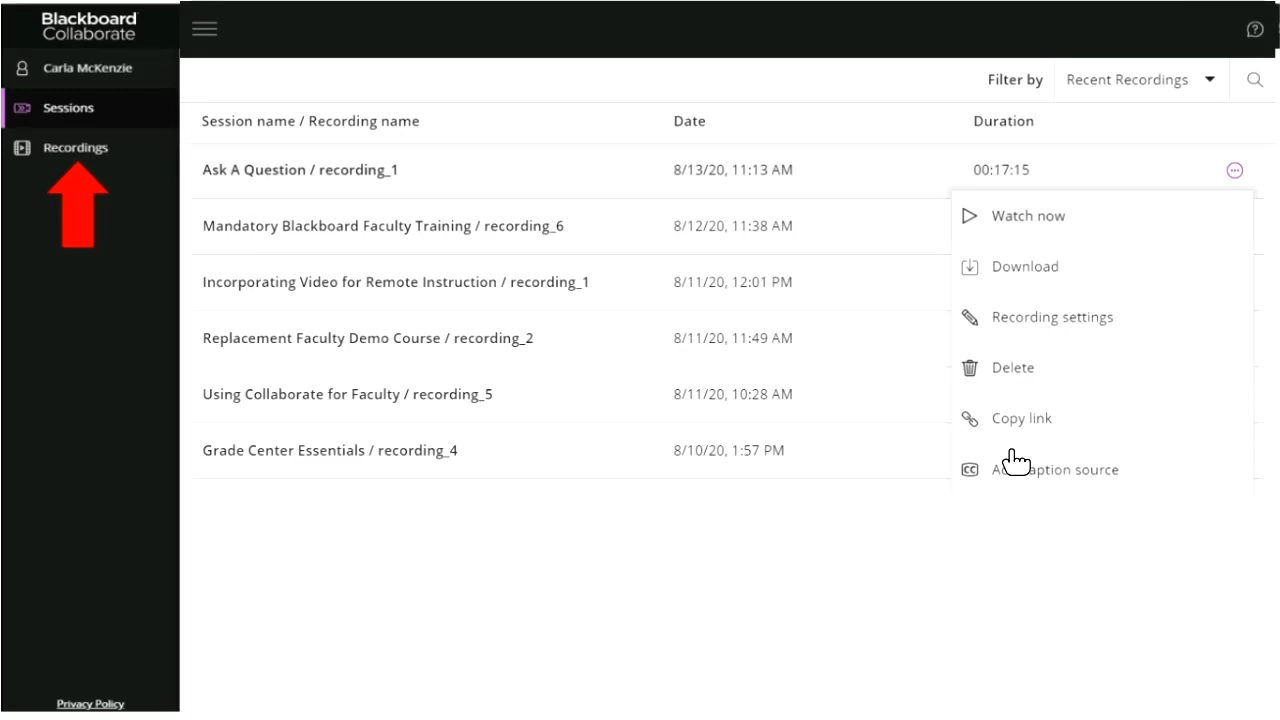 Blackboard
Collaborate
Carla McKenzie
Sessions
Recordings
Privacy Policy
Filter by Recent Recordings
Session name / Recording name Date Duration
Ask A Question / recording_1 8/13/20, 11:13 AM 00:17:15
Mandatory Blackboard Faculty Training / recording_6 8/12/20, 11:38 AM
Incorporating Video for Remote Instruction / recording_1 8/11/20, 12:01 PM
Replacement Faculty Demo Course / recording_2 8/11/20, 11:49 AM
Using Collaborate for Faculty / recording_5 8/11/20, 10:28 AM
Grade Center Essentials / recording_4 8/10/20, 1:57 PM
Watch now
Download
Recording settings
Delete
Copy link
CC source